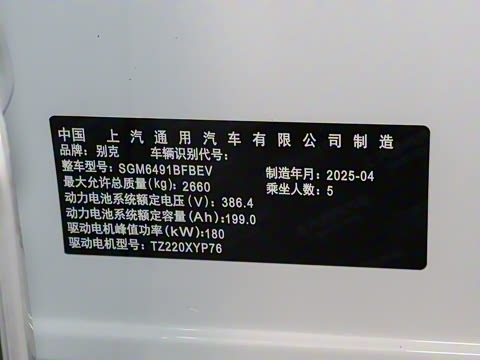 中国 上汽通用汽车有限公司制造
品牌：别克 车辆识别代号：
整车型号：SGM6491BFBEV 制造年月：2025-04
最大允许总质量(kg)：2660 乘坐人数：5
动力电池系统额定电压(V)：386.4
动力电池系统额定容量(Ah)：199.0
驱动电机峰值功率(kW)：180
驱动电机型号：TZ220XYP76